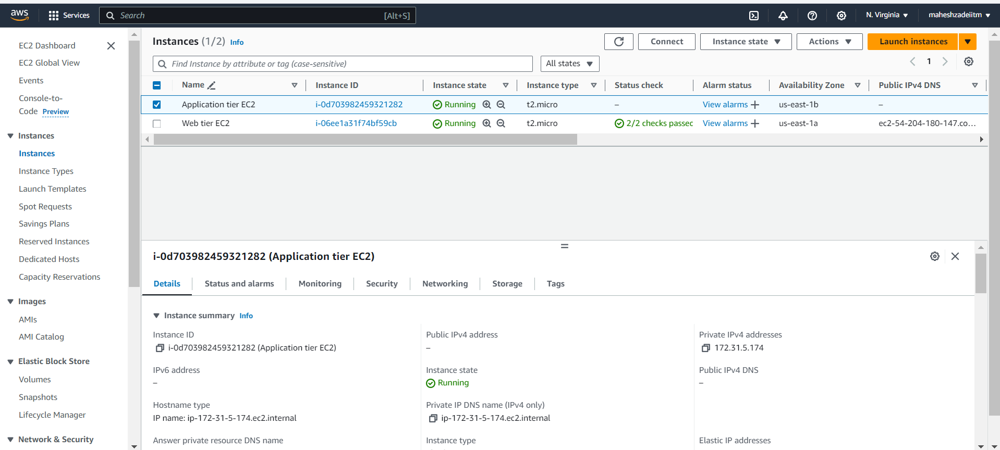 aws
Services
Search
[Alt+S]
N. Virginia
maheshzadeiitm
EC2 Dashboard
EC2 Global View
Events
Console-to-
Code Preview
Instances
Instances
Instance Types
Launch Templates
Spot Requests
Savings Plans
Reserved Instances
Dedicated Hosts
Capacity Reservations
Images
AMIs
AMI Catalog
Elastic Block Store
Volumes
Snapshots
Lifecycle Manager
Network & Security
Instances (1/2) Info
Connect
Instance state
Actions
Launch instances
Find Instance by attribute or tag (case-sensitive)
All states
1
Name Instance ID Instance state Instance type Status check Alarm status Availability Zone Public IPv4 DNS
Application tier EC2 i-0d703982459321282 Running t2.micro – View alarms + us-east-1b –
Web tier EC2 i-06ee1a31f74bf59cb Running t2.micro 2/2 checks passed View alarms + us-east-1a ec2-54-204-180-147.co...
i-0d703982459321282 (Application tier EC2)
Details Status and alarms Monitoring Security Networking Storage Tags
Instance summary Info
Instance ID
i-0d703982459321282 (Application tier EC2)
Public IPv4 address
–
Private IPv4 addresses
172.31.5.174
IPv6 address
–
Instance state
Running
Public IPv4 DNS
–
Hostname type
IP name: ip-172-31-5-174.ec2.internal
Private IP DNS name (IPv4 only)
ip-172-31-5-174.ec2.internal
Answer private resource DNS name
Instance type
Elastic IP addresses